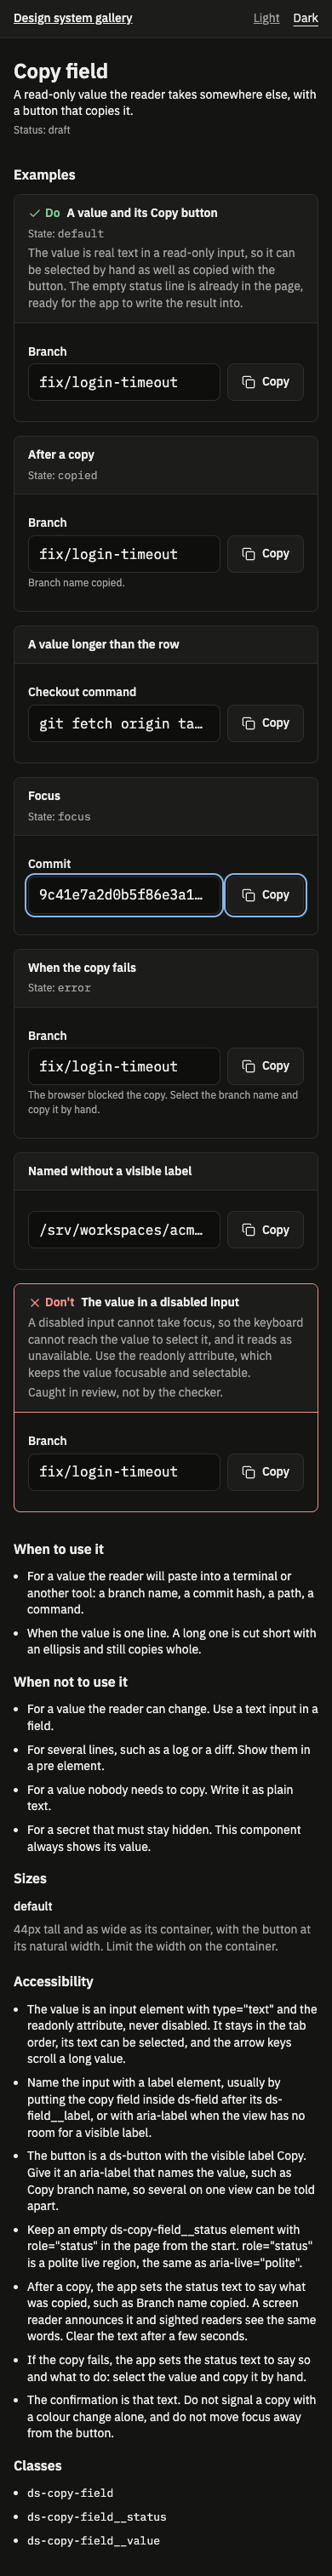 Design system gallery
Light Dark
Copy field
A read-only value the reader takes somewhere else, with
a button that copies it.
Status: draft
Examples
Do A value and its Copy button
State: default
The value is real text in a read-only input, so it can
be selected by hand as well as copied with the
button. The empty status line is already in the page,
ready for the app to write the result into.
Branch
fix/login-timeout
Copy
After a copy
State: copied
Branch
fix/login-timeout
Copy
Branch name copied.
A value longer than the row
Checkout command
git fetch origin ta…
Copy
Focus
State: focus
Commit
9c41e7a2d0b5f86e3a1…
Copy
When the copy fails
State: error
Branch
fix/login-timeout
Copy
The browser blocked the copy. Select the branch name and
copy it by hand.
Named without a visible label
/srv/workspaces/acm…
Copy
Don't The value in a disabled input
A disabled input cannot take focus, so the keyboard
cannot reach the value to select it, and it reads as
unavailable. Use the readonly attribute, which
keeps the value focusable and selectable.
Caught in review, not by the checker.
Branch
fix/login-timeout
Copy
When to use it
• For a value the reader will paste into a terminal or
another tool: a branch name, a commit hash, a path, a
command.
• When the value is one line. A long one is cut short with
an ellipsis and still copies whole.
When not to use it
• For a value the reader can change. Use a text input in a
field.
• For several lines, such as a log or a diff. Show them in
a pre element.
• For a value nobody needs to copy. Write it as plain
text.
• For a secret that must stay hidden. This component
always shows its value.
Sizes
default
44px tall and as wide as its container, with the button at
its natural width. Limit the width on the container.
Accessibility
• The value is an input element with type="text" and the
readonly attribute, never disabled. It stays in the tab
order, its text can be selected, and the arrow keys
scroll a long value.
• Name the input with a label element, usually by
putting the copy field inside ds-field after its ds-
field__label, or with aria-label when the view has no
room for a visible label.
• The button is a ds-button with the visible label Copy.
Give it an aria-label that names the value, such as
Copy branch name, so several on one view can be told
apart.
• Keep an empty ds-copy-field__status element with
role="status" in the page from the start. role="status"
is a polite live region, the same as aria-live="polite".
• After a copy, the app sets the status text to say what
was copied, such as Branch name copied. A screen
reader announces it and sighted readers see the same
words. Clear the text after a few seconds.
• If the copy fails, the app sets the status text to say so
and what to do: select the value and copy it by hand.
• The confirmation is that text. Do not signal a copy with
a colour change alone, and do not move focus away
from the button.
Classes
• ds-copy-field
• ds-copy-field__status
• ds-copy-field__value